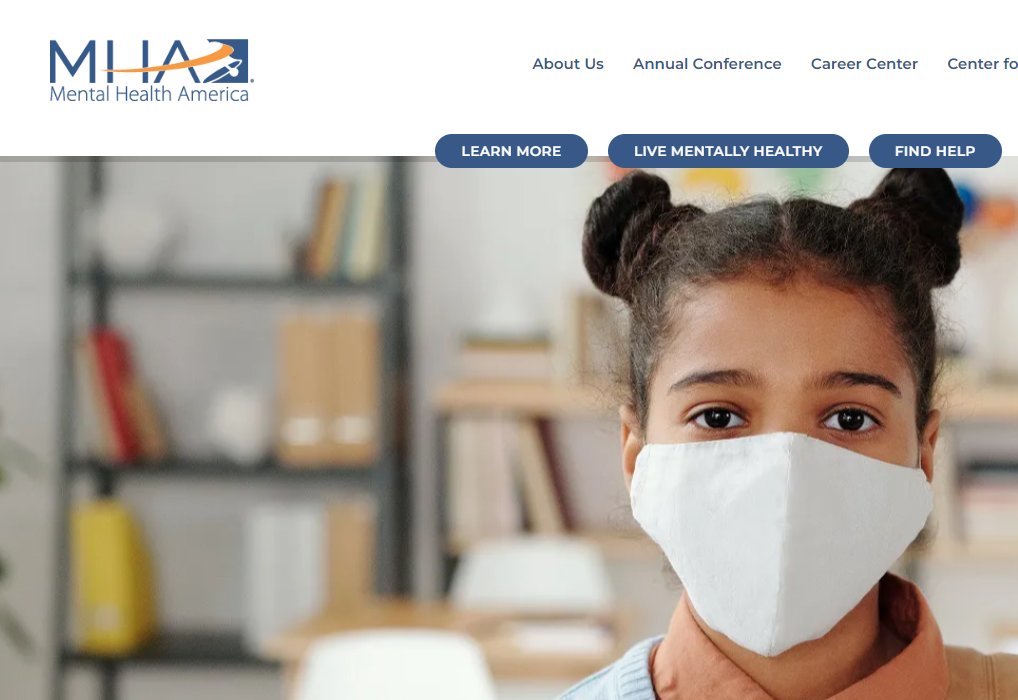 MHA
Mental Health America
About Us Annual Conference Career Center Center fo
LEARN MORE LIVE MENTALLY HEALTHY FIND HELP